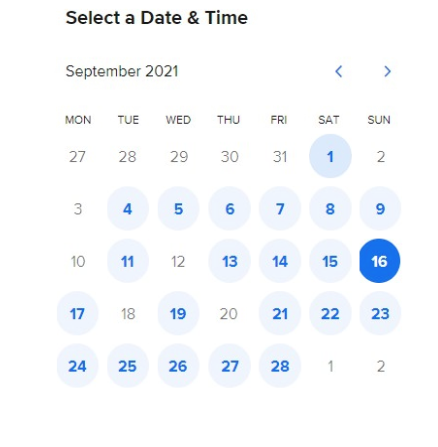 Select a Date & Time
September 2021
MON TUE WED THU FRI SAT SUN
27 28 29 30 31 1 2
3 4 5 6 7 8 9
10 11 12 13 14 15 16
17 18 19 20 21 22 23
24 25 26 27 28 1 2